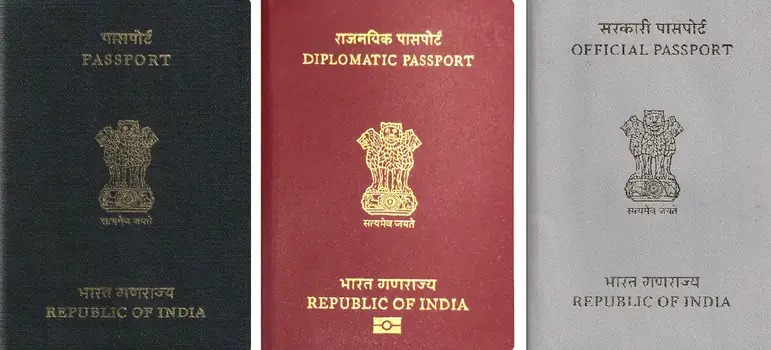 पासपोर्ट
PASSPORT
सत्यमेव जयते
भारत गणराज्य
REPUBLIC OF INDIA
राजनयिक पासपोर्ट
DIPLOMATIC PASSPORT
सत्यमेव जयते
भारत गणराज्य
REPUBLIC OF INDIA
सरकारी पासपोर्ट
OFFICIAL PASSPORT
सत्यमेव जयते
भारत गणराज्य
REPUBLIC OF INDIA